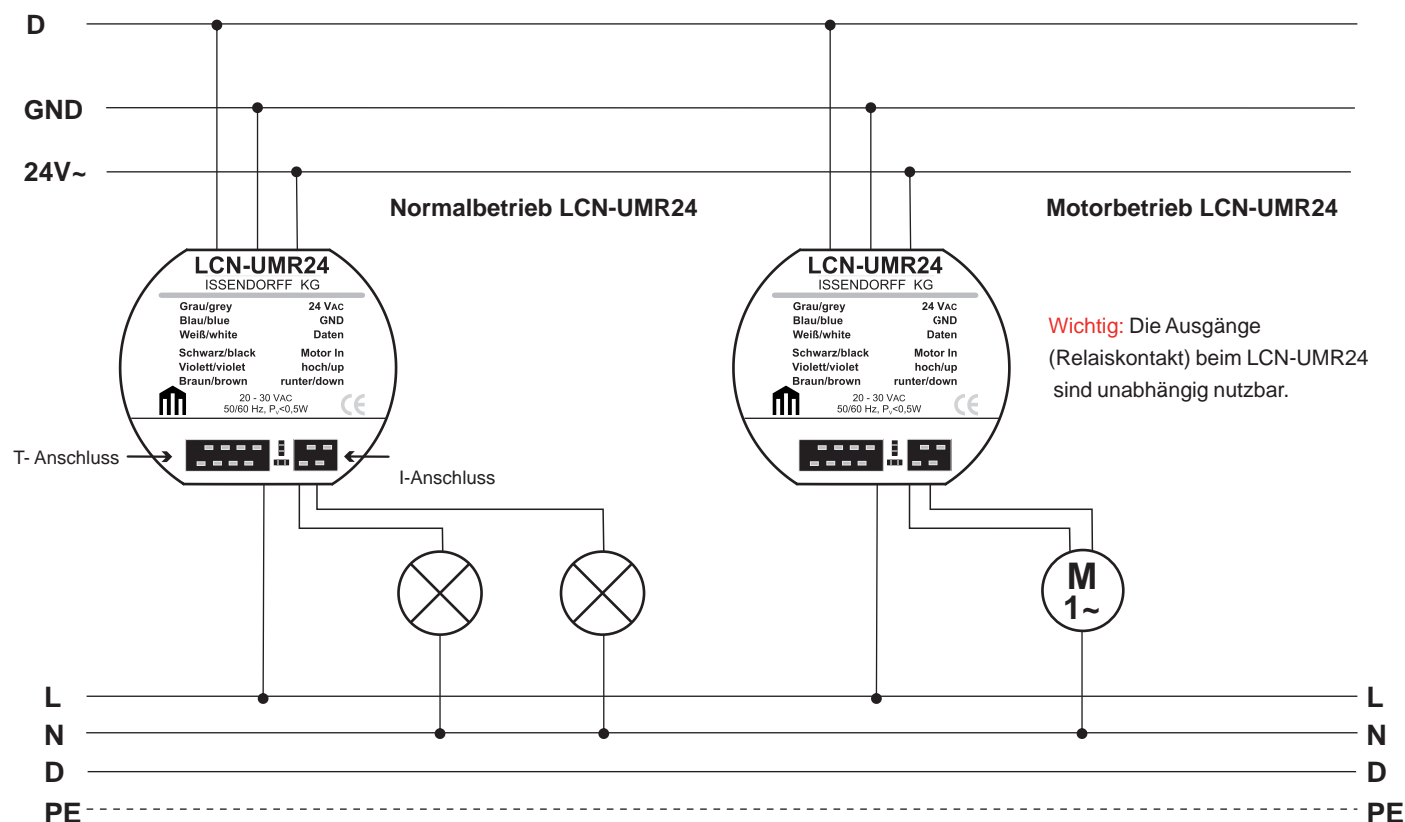 D
GND
24V~
Normalbetrieb LCN-UMR24
Motorbetrieb LCN-UMR24
LCN-UMR24
ISSENDORFF KG
Grau/grey 24 VAC
Blau/blue GND
Weiß/white Daten
Schwarz/black Motor In
Violett/violet hoch/up
Braun/brown runter/down
20 - 30 VAC
50/60 Hz, Pv<0,5W
CE
T- Anschluss
I-Anschluss
LCN-UMR24
ISSENDORFF KG
Grau/grey 24 VAC
Blau/blue GND
Weiß/white Daten
Schwarz/black Motor In
Violett/violet hoch/up
Braun/brown runter/down
20 - 30 VAC
50/60 Hz, Pv<0,5W
CE
Wichtig: Die Ausgänge
(Relaiskontakt) beim LCN-UMR24
sind unabhängig nutzbar.
M
1~
L L
N N
D D
PE PE